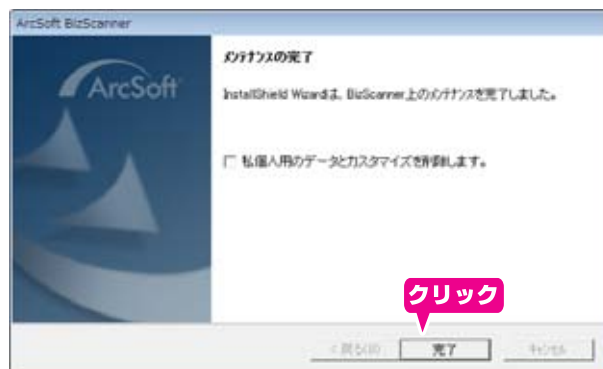 ArcSoft BizScanner
ArcSoft
メンテナンスの完了
InstallShield Wizardは、BizScanner上のメンテナンスを完了しました。
私個人用のデータとカスタマイズを削除します。
クリック
< 戻る(B)
完了
キャンセル